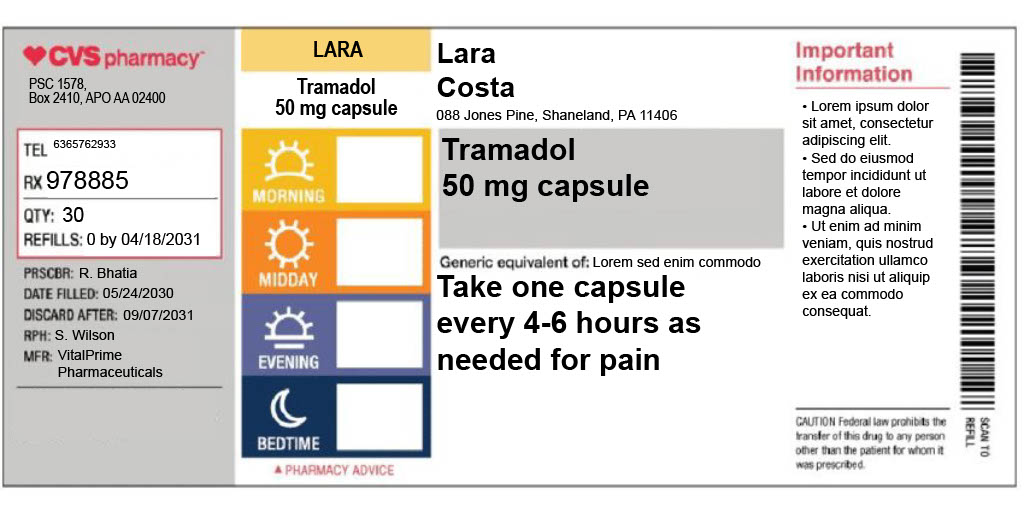 CVS pharmacy
PSC 1578,
Box 2410, APO AA 02400
TEL 6365762933
RX 978885
QTY: 30
REFILLS: 0 by 04/18/2031
PRSCBR: R. Bhatia
DATE FILLED: 05/24/2030
DISCARD AFTER: 09/07/2031
RPH: S. Wilson
MFR: VitalPrime
Pharmaceuticals
LARA
Tramadol
50 mg capsule
MORNING
MIDDAY
EVENING
BEDTIME
▲ PHARMACY ADVICE
Lara
Costa
088 Jones Pine, Shaneland, PA 11406
Tramadol
50 mg capsule
Generic equivalent of: Lorem sed enim commodo
Take one capsule
every 4-6 hours as
needed for pain
Important
Information
• Lorem ipsum dolor
sit amet, consectetur
adipiscing elit.
• Sed do eiusmod
tempor incididunt ut
labore et dolore
magna aliqua.
• Ut enim ad minim
veniam, quis nostrud
exercitation ullamco
laboris nisi ut aliquip
ex ea commodo
consequat.
CAUTION Federal law prohibits the
transfer of this drug to any person
other than the patient for whom it
was prescribed.
SCAN TO
REFILL